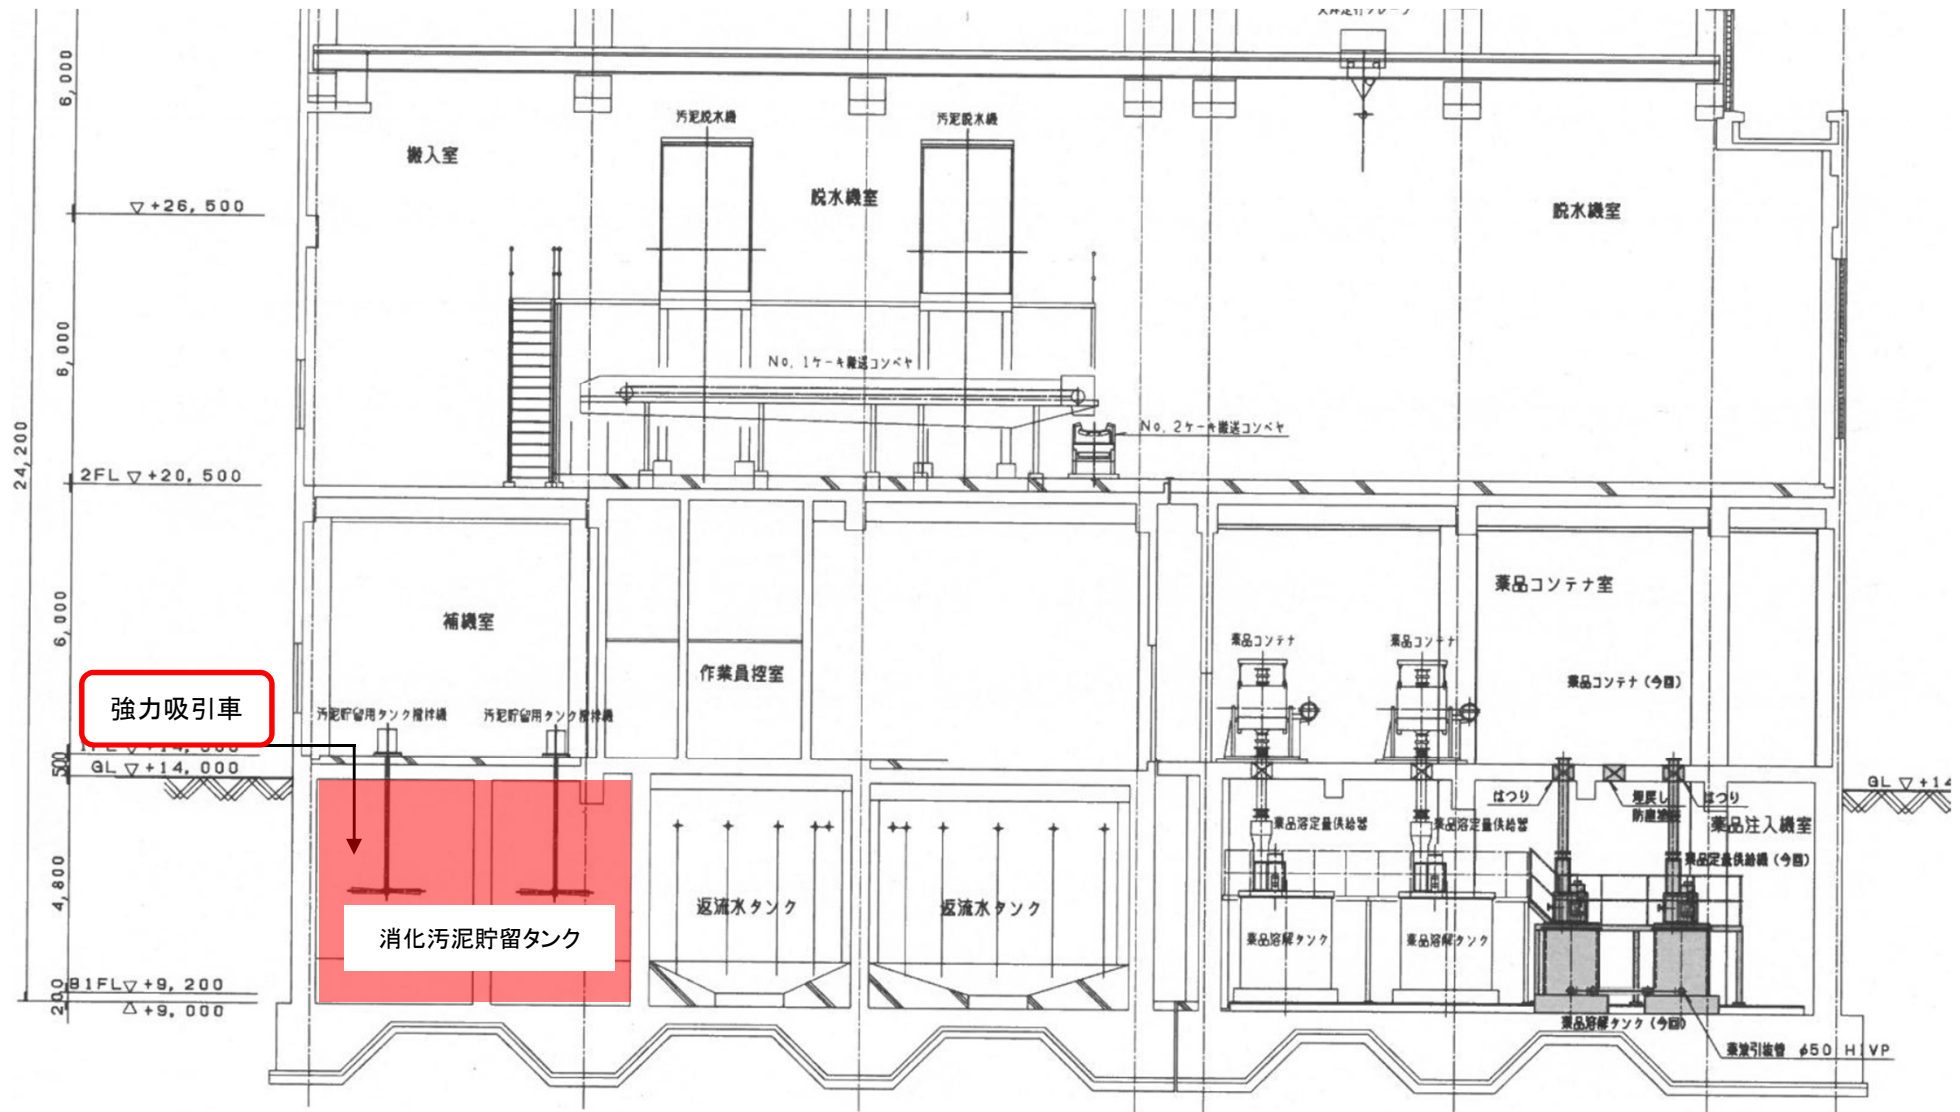 6,000
汚泥脱水機
汚泥脱水機
搬入室
脱水機室
脱水機室
▽+26,500
6,000
No.1ケーキ搬送コンベヤ
No.2ケーキ搬送コンベヤ
24,200
2FL ▽+20,500
6,000
補機室
作業員控室
薬品コンテナ室
薬品コンテナ
薬品コンテナ
薬品コンテナ(今回)
強力吸引車
汚泥貯留用タンク撹拌機
汚泥貯留用タンク撹拌機
500
GL ▽+14,000
GL ▽+14
はつり
埋戻し
はつり
薬品溶定量供給器
薬品溶定量供給器
薬品注入機室
薬品定量供給機(今回)
4,800
返流水タンク
返流水タンク
消化汚泥貯留タンク
薬品溶解タンク
薬品溶解タンク
B1FL▽+9,200
200
△+9,000
薬品溶解タンク(今回)
薬液引抜管 φ50 HIVP